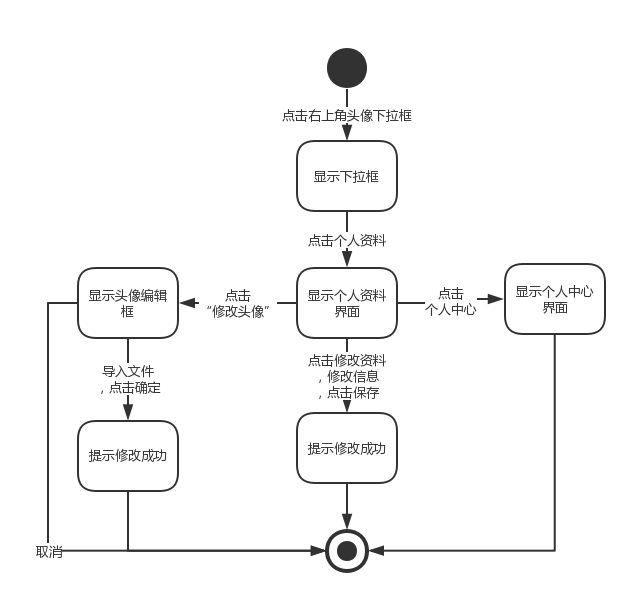 点击右上角头像下拉框
显示下拉框
点击个人资料
显示头像编辑
框
点击
“修改头像”
显示个人资料
界面
点击
个人中心
显示个人中心
界面
导入文件
，点击确定
点击修改资料
，修改信息
，点击保存
提示修改成功
提示修改成功
取消